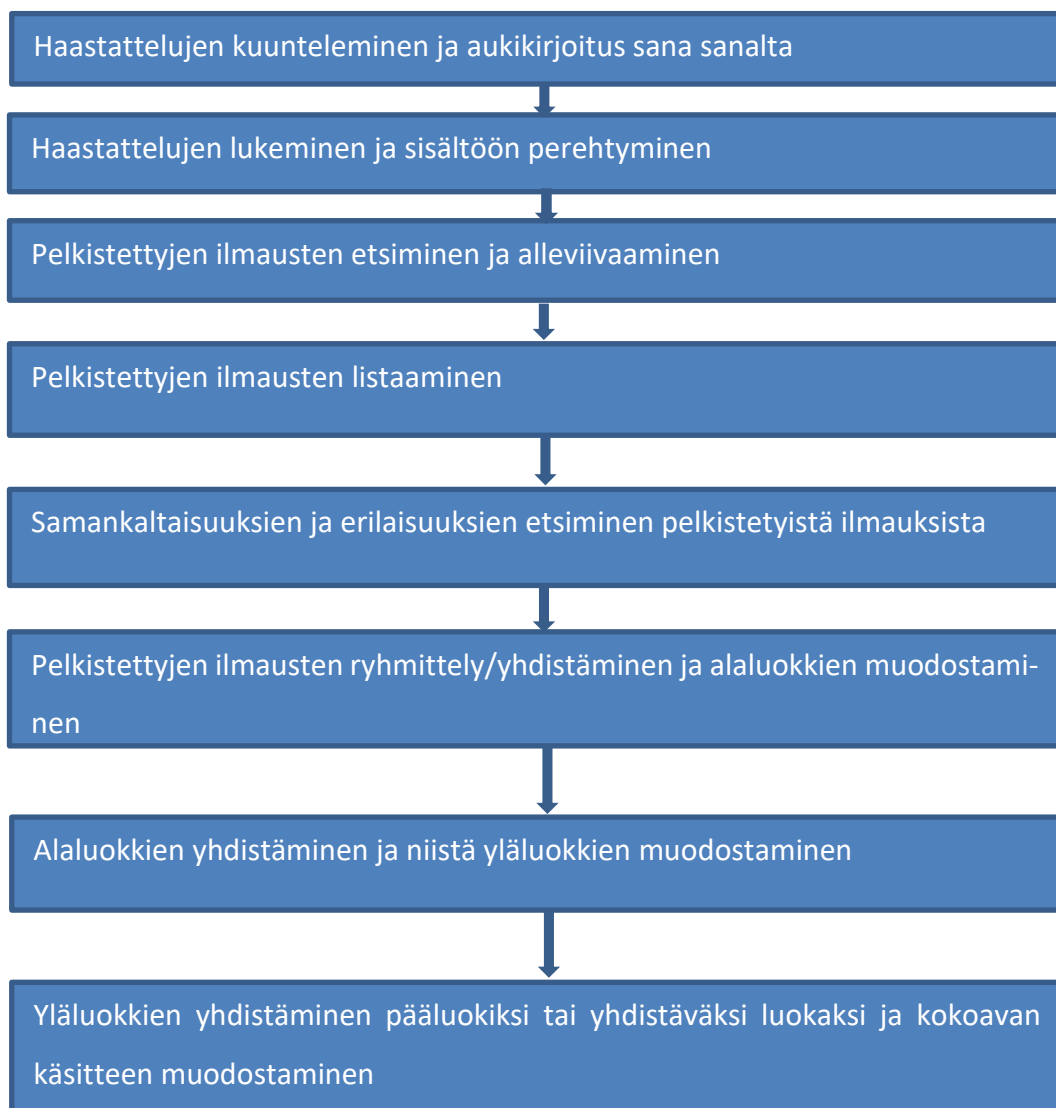 Haastattelujen kuunteleminen ja aukikirjoitus sana sanalta
Haastattelujen lukeminen ja sisältöön perehtyminen
Pelkistettyjen ilmausten etsiminen ja alleviivaaminen
Pelkistettyjen ilmausten listaaminen
Samankaltaisuuksien ja erilaisuuksien etsiminen pelkistetyistä ilmauksista
Pelkistettyjen ilmausten ryhmittely/yhdistäminen ja alaluokkien muodostami-
nen
Alaluokkien yhdistäminen ja niistä yläluokkien muodostaminen
Yläluokkien yhdistäminen pääluokiksi tai yhdistäväksi luokaksi ja kokoavan
käsitteen muodostaminen